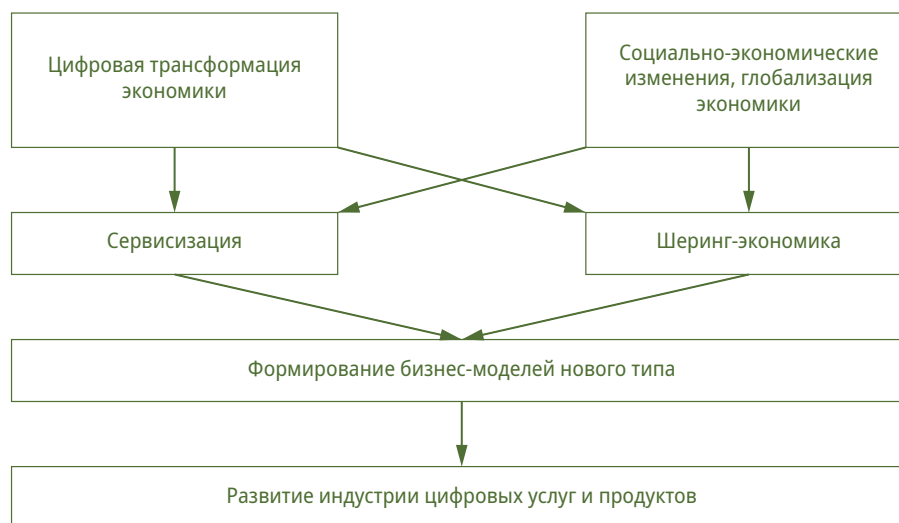 Цифровая трансформация
экономики
Социально-экономические
изменения, глобализация
экономики
Сервисизация
Шеринг-экономика
Формирование бизнес-моделей нового типа
Развитие индустрии цифровых услуг и продуктов